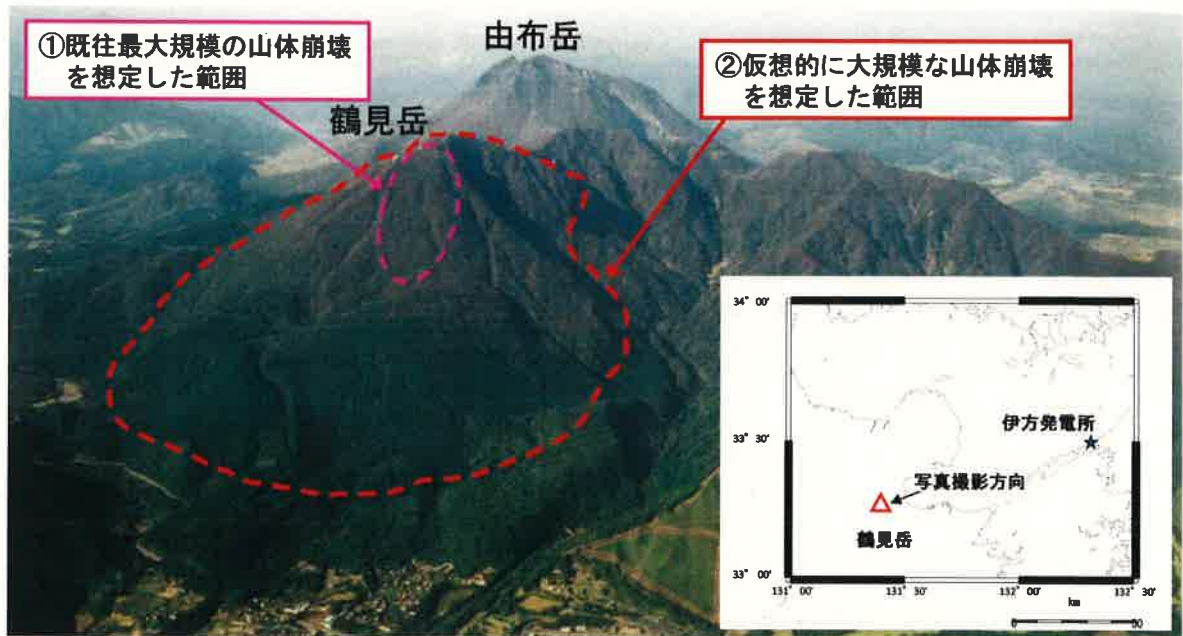 ①既往最大規模の山体崩壊
を想定した範囲
由布岳
②仮想的に大規模な山体崩壊
を想定した範囲
鶴見岳
34° 00'
伊方発電所
33° 30'
写真撮影方向
鶴見岳
33° 00'
131° 00'
131° 30'
132° 00'
132° 30'
km
0
50